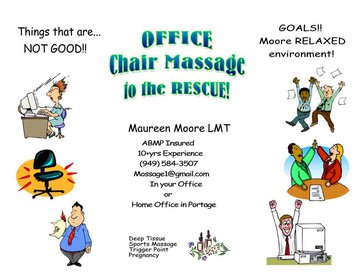 Things that are...
NOT GOOD!!
OFFICE
Chair Massage
to the RESCUE!
GOALS!!
Moore RELAXED
environment!
Maureen Moore LMT
ABMP Insured
10+yrs Experience
(949) 584-3507
Mossage1@gmail.com
In your Office
or
Home Office in Portage
Deep Tissue
Sports Massage
Trigger Point
Pregnancy